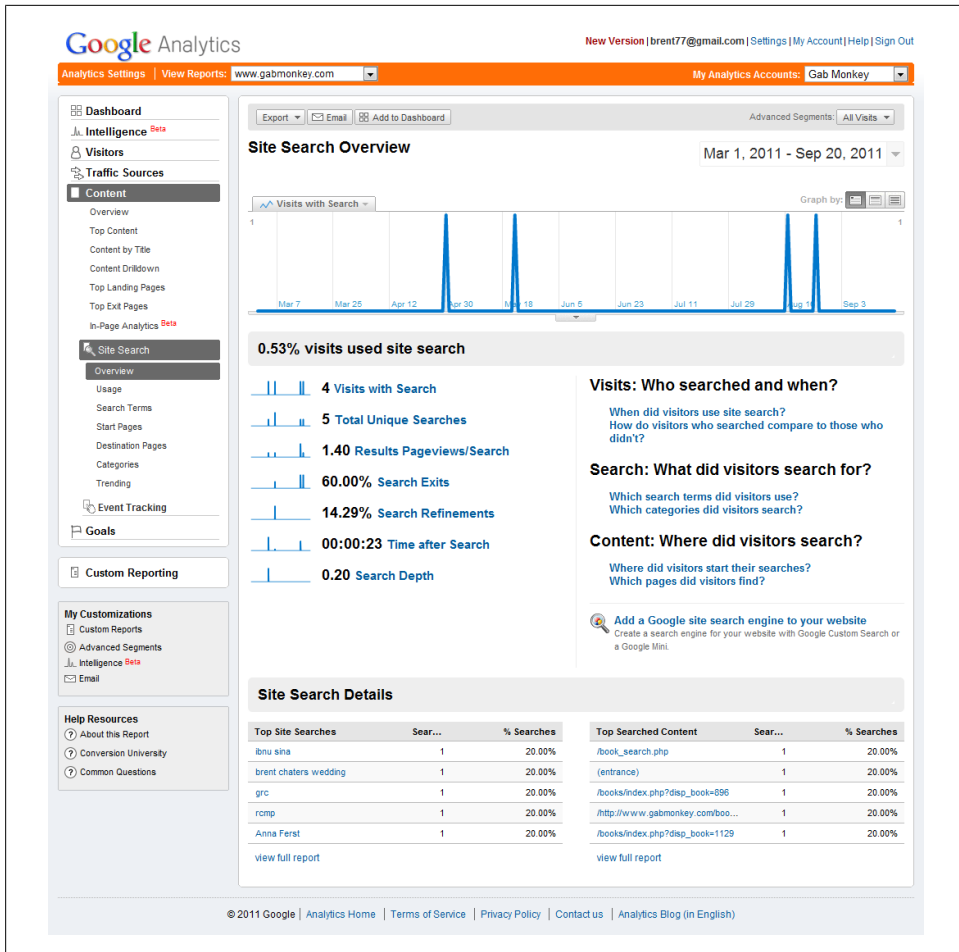 Google Analytics
New Version | brent77@gmail.com | Settings | My Account | Help | Sign Out
Analytics Settings | View Reports: www.gabmonkey.com
My Analytics Accounts: Gab Monkey
Dashboard
Intelligence Beta
Visitors
Traffic Sources
Content
Overview
Top Content
Content by Title
Content Drilldown
Top Landing Pages
Top Exit Pages
In-Page Analytics Beta
Site Search
Overview
Usage
Search Terms
Start Pages
Destination Pages
Categories
Trending
Event Tracking
Goals
Custom Reporting
My Customizations
Custom Reports
Advanced Segments
Intelligence Beta
Email
Help Resources
About this Report
Conversion University
Common Questions
Export Email Add to Dashboard
Advanced Segments: All Visits
Site Search Overview
Mar 1, 2011 - Sep 20, 2011
Visits with Search
Graph by:
1 1
Mar 7 Mar 25 Apr 12 Apr 30 May 18 Jun 5 Jun 23 Jul 11 Jul 29 Aug Sep 3
0.53% visits used site search
4 Visits with Search
5 Total Unique Searches
1.40 Results Pageviews/Search
60.00% Search Exits
14.29% Search Refinements
00:00:23 Time after Search
0.20 Search Depth
Visits: Who searched and when?
When did visitors use site search?
How do visitors who searched compare to those who
didn't?
Search: What did visitors search for?
Which search terms did visitors use?
Which categories did visitors search?
Content: Where did visitors search?
Where did visitors start their searches?
Which pages did visitors find?
Add a Google site search engine to your website
Create a search engine for your website with Google Custom Search or
a Google Mini.
Site Search Details
Top Site Searches Sear... % Searches
ibnu sina 1 20.00%
brent chaters wedding 1 20.00%
grc 1 20.00%
rcmp 1 20.00%
Anna Ferst 1 20.00%
view full report
Top Searched Content Sear... % Searches
/book_search.php 1 20.00%
(entrance) 1 20.00%
/books/index.php?disp_book=896 1 20.00%
/http://www.gabmonkey.com/boo... 1 20.00%
/books/index.php?disp_book=1129 1 20.00%
view full report
© 2011 Google | Analytics Home | Terms of Service | Privacy Policy | Contact us | Analytics Blog (in English)